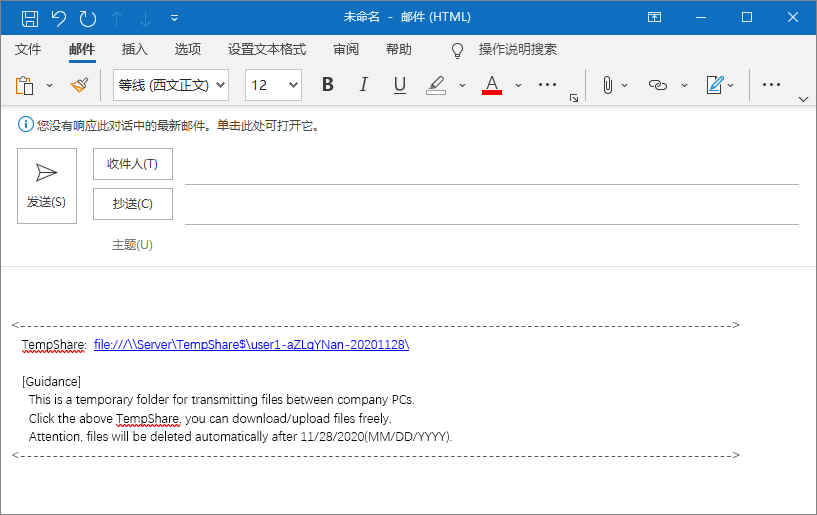 未命名 - 邮件 (HTML)
文件 邮件 插入 选项 设置文本格式 审阅 帮助 操作说明搜索
等线 (西文正文) 12 B I U A
您没有响应此对话中的最新邮件。单击此处可打开它。
发送(S)
收件人(T)
抄送(C)
主题(U)
<------------------------------------------------------------------------------------------------------------>
TempShare: file:///\\Server\TempShare$\user1-aZLgYNan-20201128\
[Guidance]
This is a temporary folder for transmitting files between company PCs.
Click the above TempShare, you can download/upload files freely.
Attention, files will be deleted automatically after 11/28/2020(MM/DD/YYYY).
<------------------------------------------------------------------------------------------------------------>